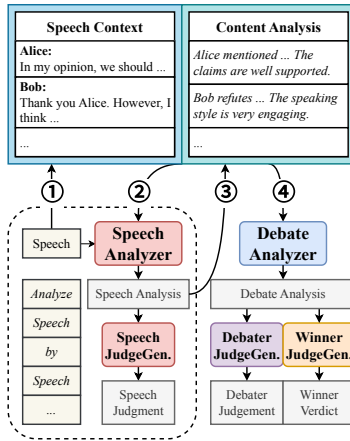 Speech Context
Content Analysis
Alice:
In my opinion, we should ...
Bob:
Thank you Alice. However, I
think ...
...
Alice mentioned ... The
claims are well supported.
Bob refutes ... The speaking
style is very engaging.
...
①
②
③
④
Speech
Speech
Analyzer
Debate
Analyzer
Analyze
Speech
by
Speech
...
Speech Analysis
Debate Analysis
Speech
JudgeGen.
Debater
JudgeGen.
Winner
JudgeGen.
Speech
Judgment
Debater
Judgement
Winner
Verdict